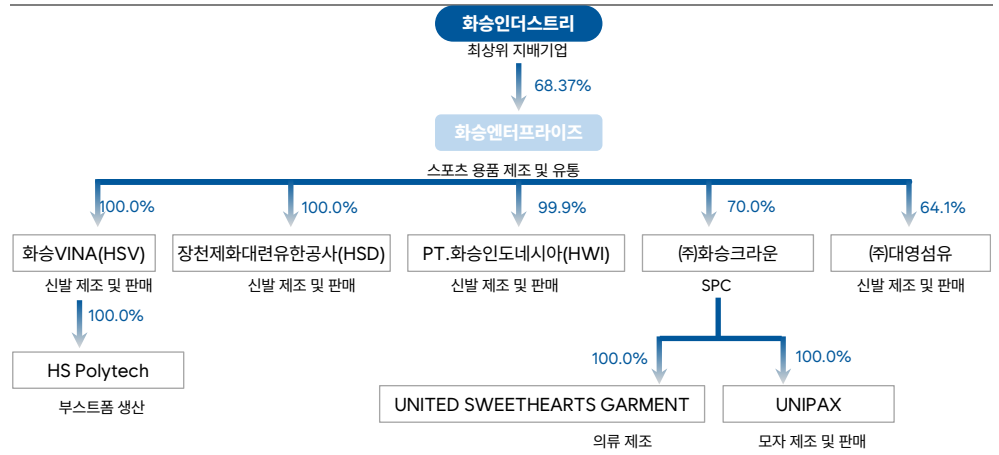 화승인더스트리
최상위 지배기업
68.37%
화승엔터프라이즈
스포츠 용품 제조 및 유통
100.0%
100.0%
99.9%
70.0%
64.1%
화승VINA(HSV)
장천제화대련유한공사(HSD)
PT.화승인도네시아(HWI)
㈜화승크라운
㈜대영섬유
신발 제조 및 판매
신발 제조 및 판매
신발 제조 및 판매
SPC
신발 제조 및 판매
100.0%
100.0%
100.0%
HS Polytech
UNITED SWEETHEARTS GARMENT
UNIPAX
부스트폼 생산
의류 제조
모자 제조 및 판매